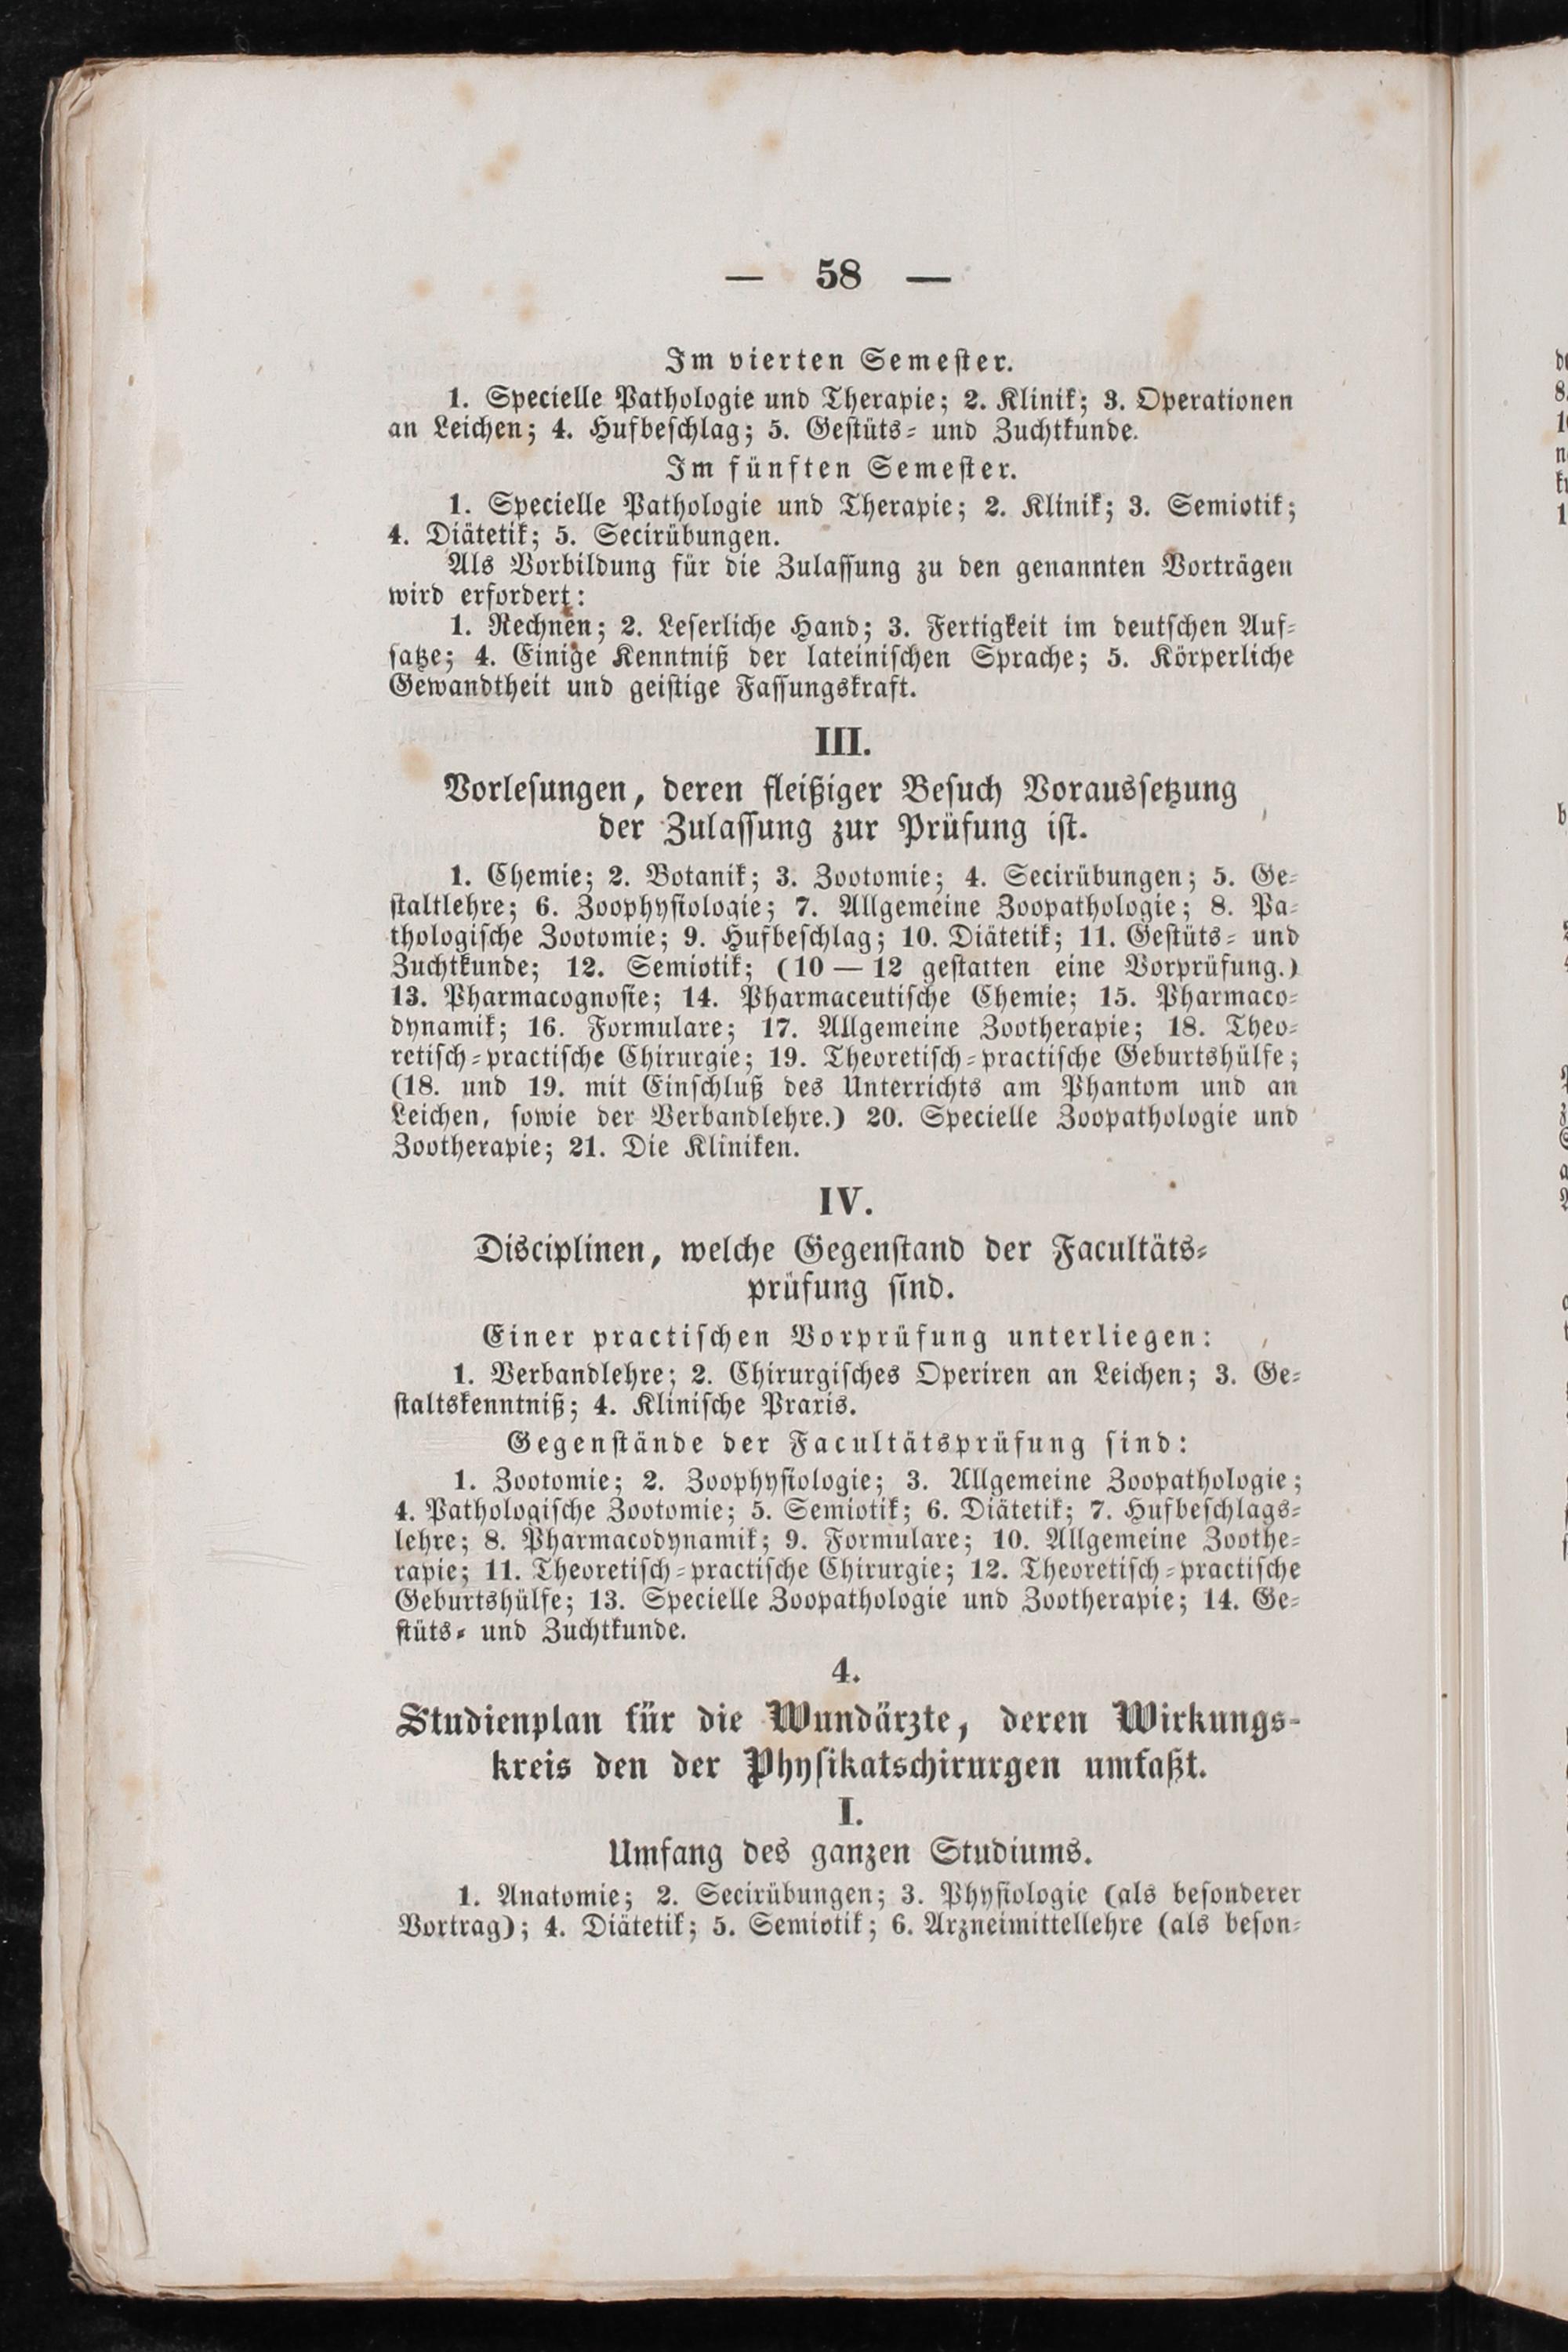 — 58 —
Im vierten Semeſter.
1. Specielle Pathologie und Therapie; 2. Klinik; 3. Operationen
an Leichen; 4. Hufbeſchlag; 5. Geſtüts- und Zuchtkunde.
Im fünften Semeſter.
1. Specielle Pathologie und Therapie; 2. Klinik; 3. Semiotik;
4. Diätetik; 5. Secirübungen.
Als Vorbildung für die Zulaſſung zu den genannten Vorträgen
wird erfordert:
1. Rechnen; 2. Leſerliche Hand; 3. Fertigkeit im deutſchen Auf-
ſatze; 4. Einige Kenntniß der lateiniſchen Sprache; 5. Körperliche
Gewandtheit und geiſtige Faſſungskraft.
III.
Vorleſungen, deren fleißiger Beſuch Vorausſetzung
der Zulaſſung zur Prüfung iſt.
1. Chemie; 2. Botanik; 3. Zootomie; 4. Secirübungen; 5. Ge-
ſtaltlehre; 6. Zoophyſiologie; 7. Allgemeine Zoopathologie; 8. Pa-
thologiſche Zootomie; 9. Hufbeſchlag; 10. Diätetik; 11. Geſtüts- und
Zuchtkunde; 12. Semiotik; (10 — 12 geſtatten eine Vorprüfung.)
13. Pharmacognoſie; 14. Pharmaceutiſche Chemie; 15. Pharmaco-
dynamik; 16. Formulare; 17. Allgemeine Zootherapie; 18. Theo-
retiſch-practiſche Chirurgie; 19. Theoretiſch-practiſche Geburtshülfe;
(18. und 19. mit Einſchluß des Unterrichts am Phantom und an
Leichen, ſowie der Verbandlehre.) 20. Specielle Zoopathologie und
Zootherapie; 21. Die Kliniken.
IV.
Disciplinen, welche Gegenſtand der Facultäts-
prüfung ſind.
Einer practiſchen Vorprüfung unterliegen:
1. Verbandlehre; 2. Chirurgiſches Operiren an Leichen; 3. Ge-
ſtaltskenntniß; 4. Kliniſche Praxis.
Gegenſtände der Facultätsprüfung ſind:
1. Zootomie; 2. Zoophyſiologie; 3. Allgemeine Zoopathologie;
4. Pathologiſche Zootomie; 5. Semiotik; 6. Diätetik; 7. Hufbeſchlags-
lehre; 8. Pharmacodynamik; 9. Formulare; 10. Allgemeine Zoothe-
rapie; 11. Theoretiſch-practiſche Chirurgie; 12. Theoretiſch-practiſche
Geburtshülfe; 13. Specielle Zoopathologie und Zootherapie; 14. Ge-
ſtüts- und Zuchtkunde.
4.
Studienplan für die Wundärzte, deren Wirkungs-
kreis den der Phyſikatschirurgen umfaßt.
I.
Umfang des ganzen Studiums.
1. Anatomie; 2. Secirübungen; 3. Phyſiologie (als beſonderer
Vortrag); 4. Diätetik; 5. Semiotik; 6. Arzneimittellehre (als beſon-